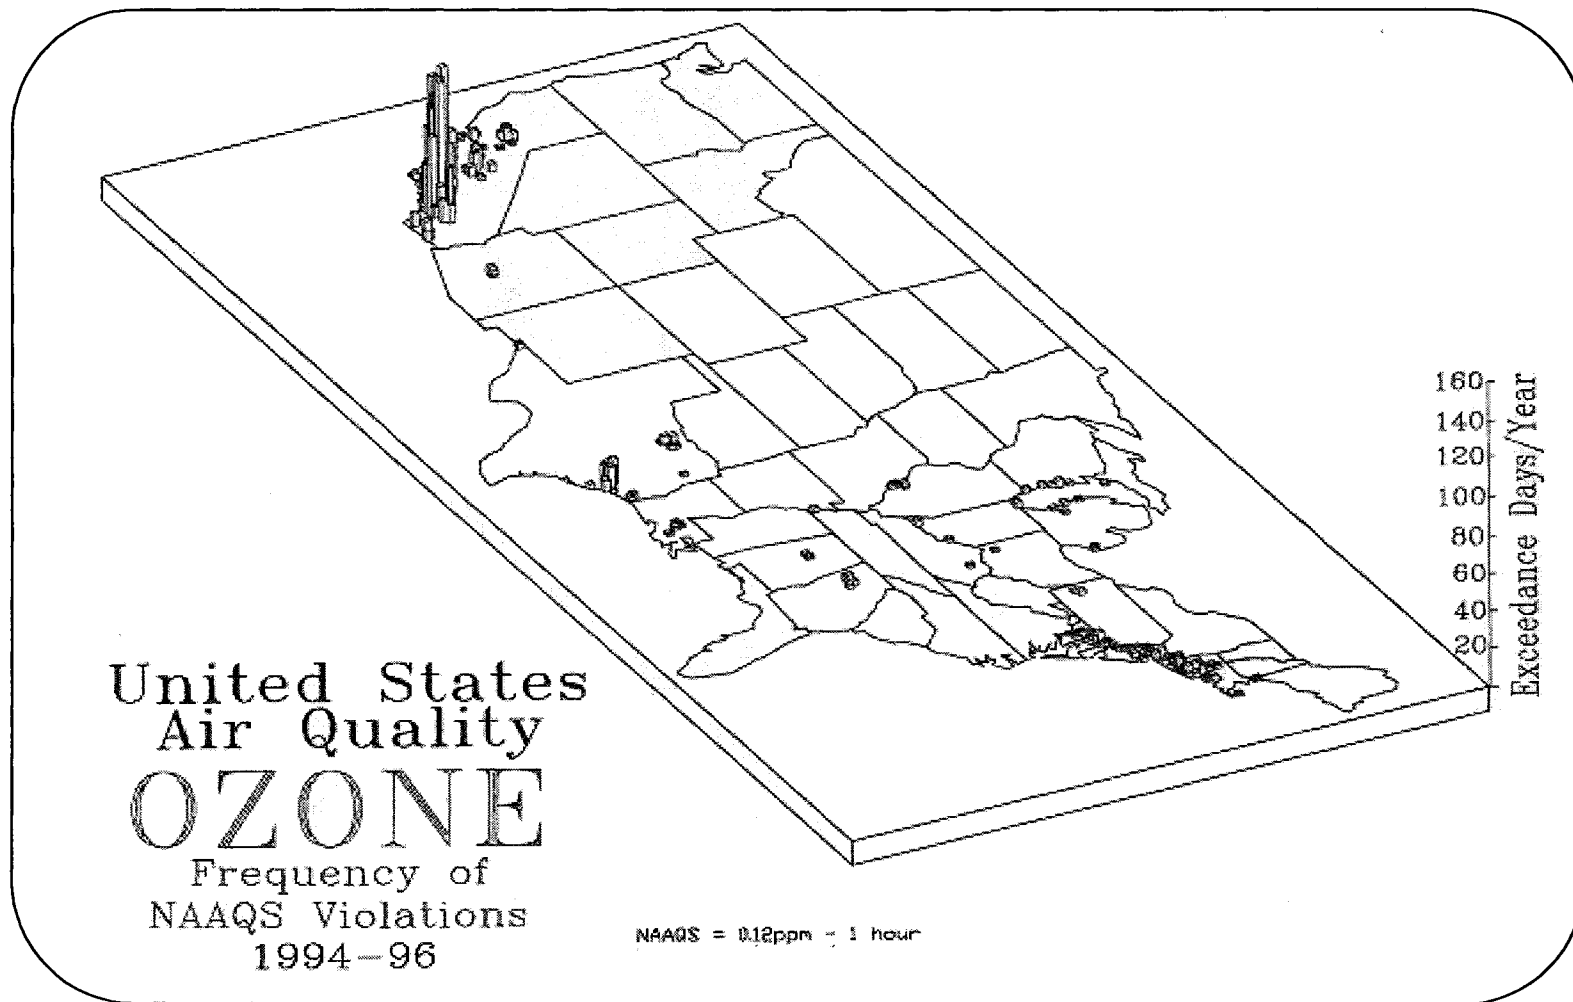 United States
Air Quality
OZONE
Frequency of
NAAQS Violations
1994-96
NAAQS = 0.12ppm - 1 hour
160
140
120
100
80
60
40
20
Exceedance Days/Year